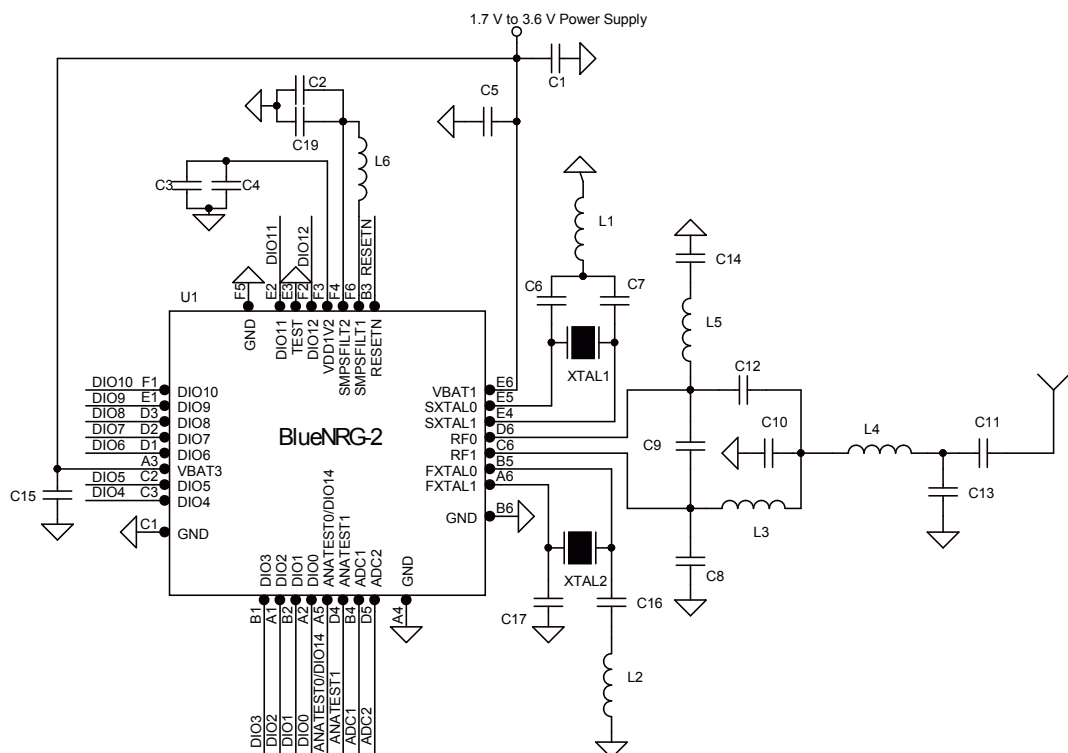 1.7 V to 3.6 V Power Supply
C1
C2
C5
C19
L6
C3
C4
L1
DIO11
DIO12
RESETN
C14
C6
C7
U1
F5
E2
E3
F2
F3
F4
F6
B3
L5
GND
DIO11
TEST
DIO12
VDD1V2
SMPSFILT2
SMPSFILT1
RESETN
XTAL1
C12
DIO10 F1 DIO10
DIO9 E1 DIO9
DIO8 D3 DIO8
DIO7 D2 DIO7
DIO6 D1 DIO6
A3 VBAT3
DIO5 C2 DIO5
DIO4 C3 DIO4
C1 GND
C15
BlueNRG-2
VBAT1 E6
SXTAL0 E5
SXTAL1 E4
RF0 D6
RF1 C6
FXTAL0 B5
FXTAL1 A6
GND B6
C9
C10
L4
C11
C13
L3
XTAL2
C8
DIO3
DIO2
DIO1
DIO0
ANATEST0/DIO14
ANATEST1
ADC1
ADC2
GND
B1
A1
B2
A2
A5
D4
B4
D5
A4
C17
C16
L2
DIO3
DIO2
DIO1
DIO0
ANATEST0/DIO14
ANATEST1
ADC1
ADC2